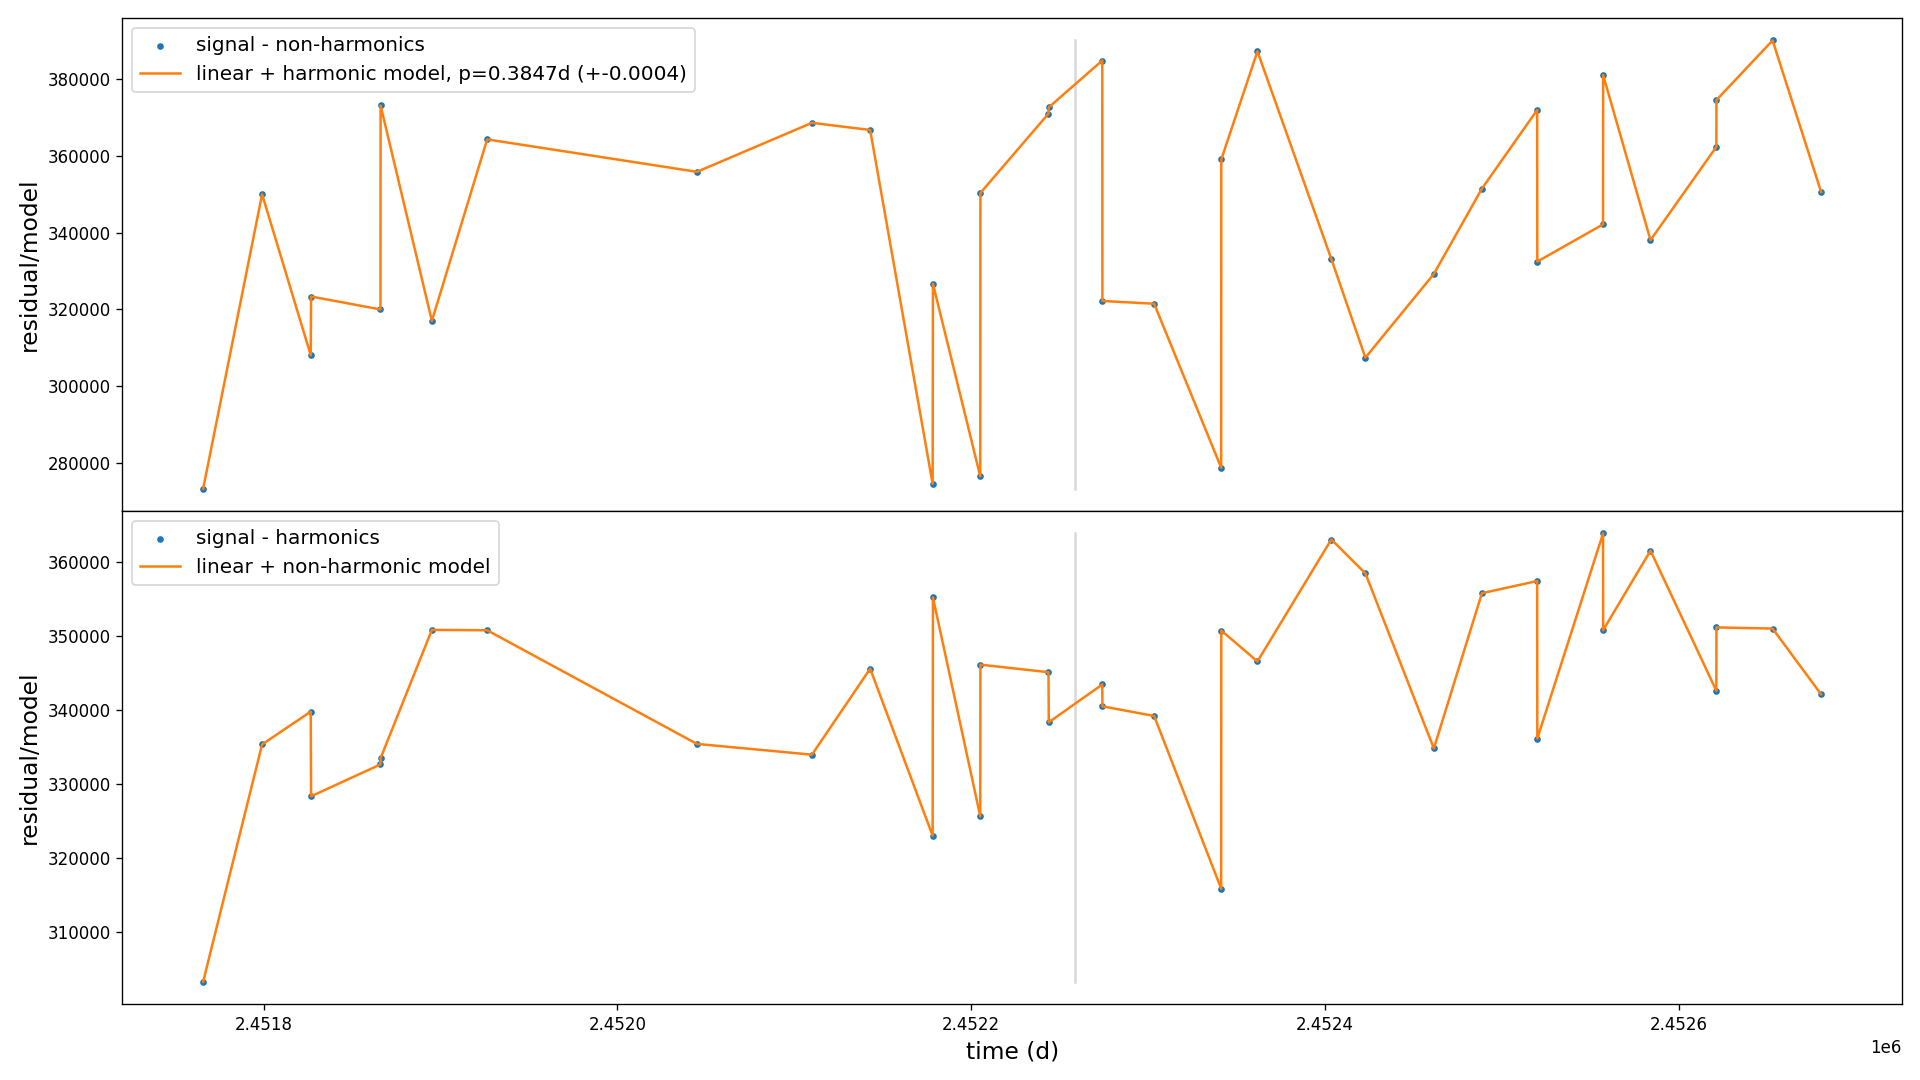 signal - non-harmonics
linear + harmonic model, p=0.3847d (+-0.0004)
380000
360000
340000
320000
300000
280000
residual/model
signal - harmonics
linear + non-harmonic model
360000
350000
340000
330000
320000
310000
residual/model
2.4518
2.4520
2.4522
2.4524
2.4526
1e6
time (d)